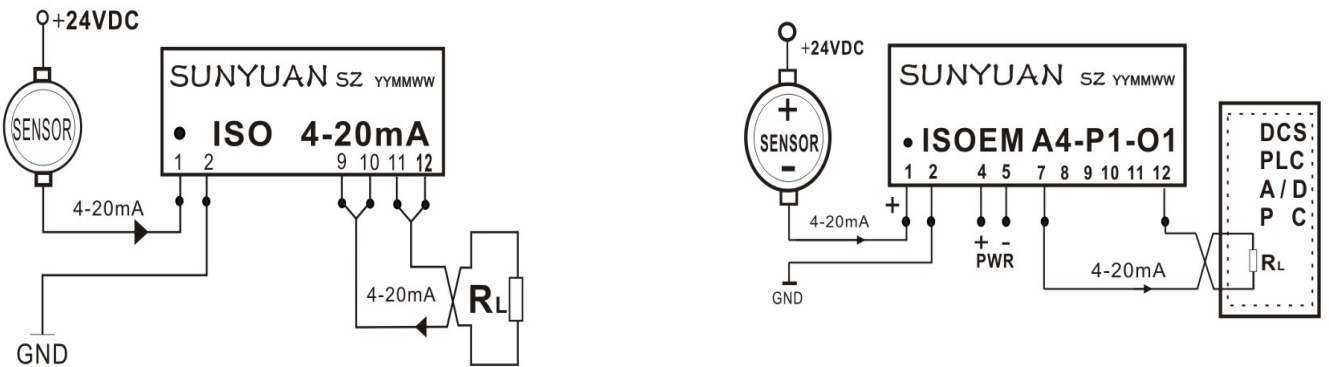 +24VDC
SUNYUAN SZ YYMMWW
SENSOR
ISO 4-20mA
1 2 9 10 11 12
4-20mA
4-20mA
RL
GND
+24VDC
SUNYUAN SZ YYMMWW
+
SENSOR
-
ISOEM A4-P1-O1
1 2 4 5 7 8 9 10 11 12
+
4-20mA
+ -
PWR
GND
4-20mA
DCS
PLC
A/D
P C
RL